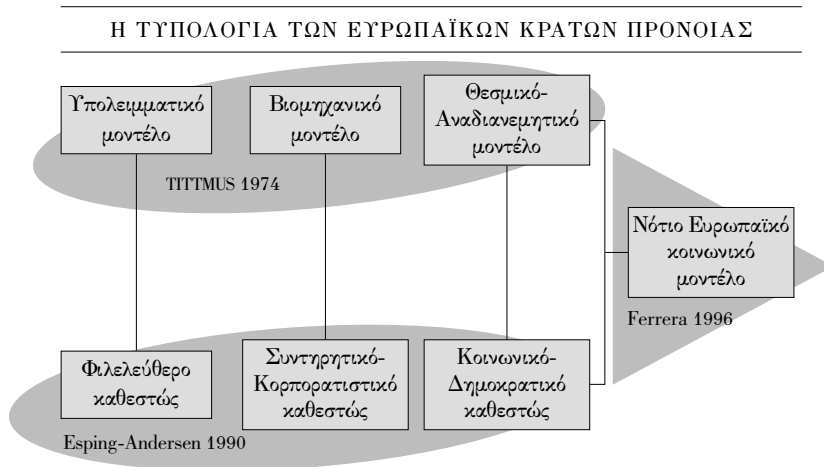 Η ΤΥΠΟΛΟΓΙΑ ΤΩΝ ΕΥΡΩΠΑΪΚΩΝ ΚΡΑΤΩΝ ΠΡΟΝΟΙΑΣ
Υπολειμματικό
μοντέλο
Βιομηχανικό
μοντέλο
Θεσμικό-
Αναδιανεμητικό
μοντέλο
TITTMUS 1974
Νότιο Ευρωπαϊκό
κοινωνικό
μοντέλο
Ferrera 1996
Φιλελεύθερο
καθεστώς
Συντηρητικό-
Κορπορατιστικό
καθεστώς
Κοινωνικό-
Δημοκρατικό
καθεστώς
Esping-Andersen 1990